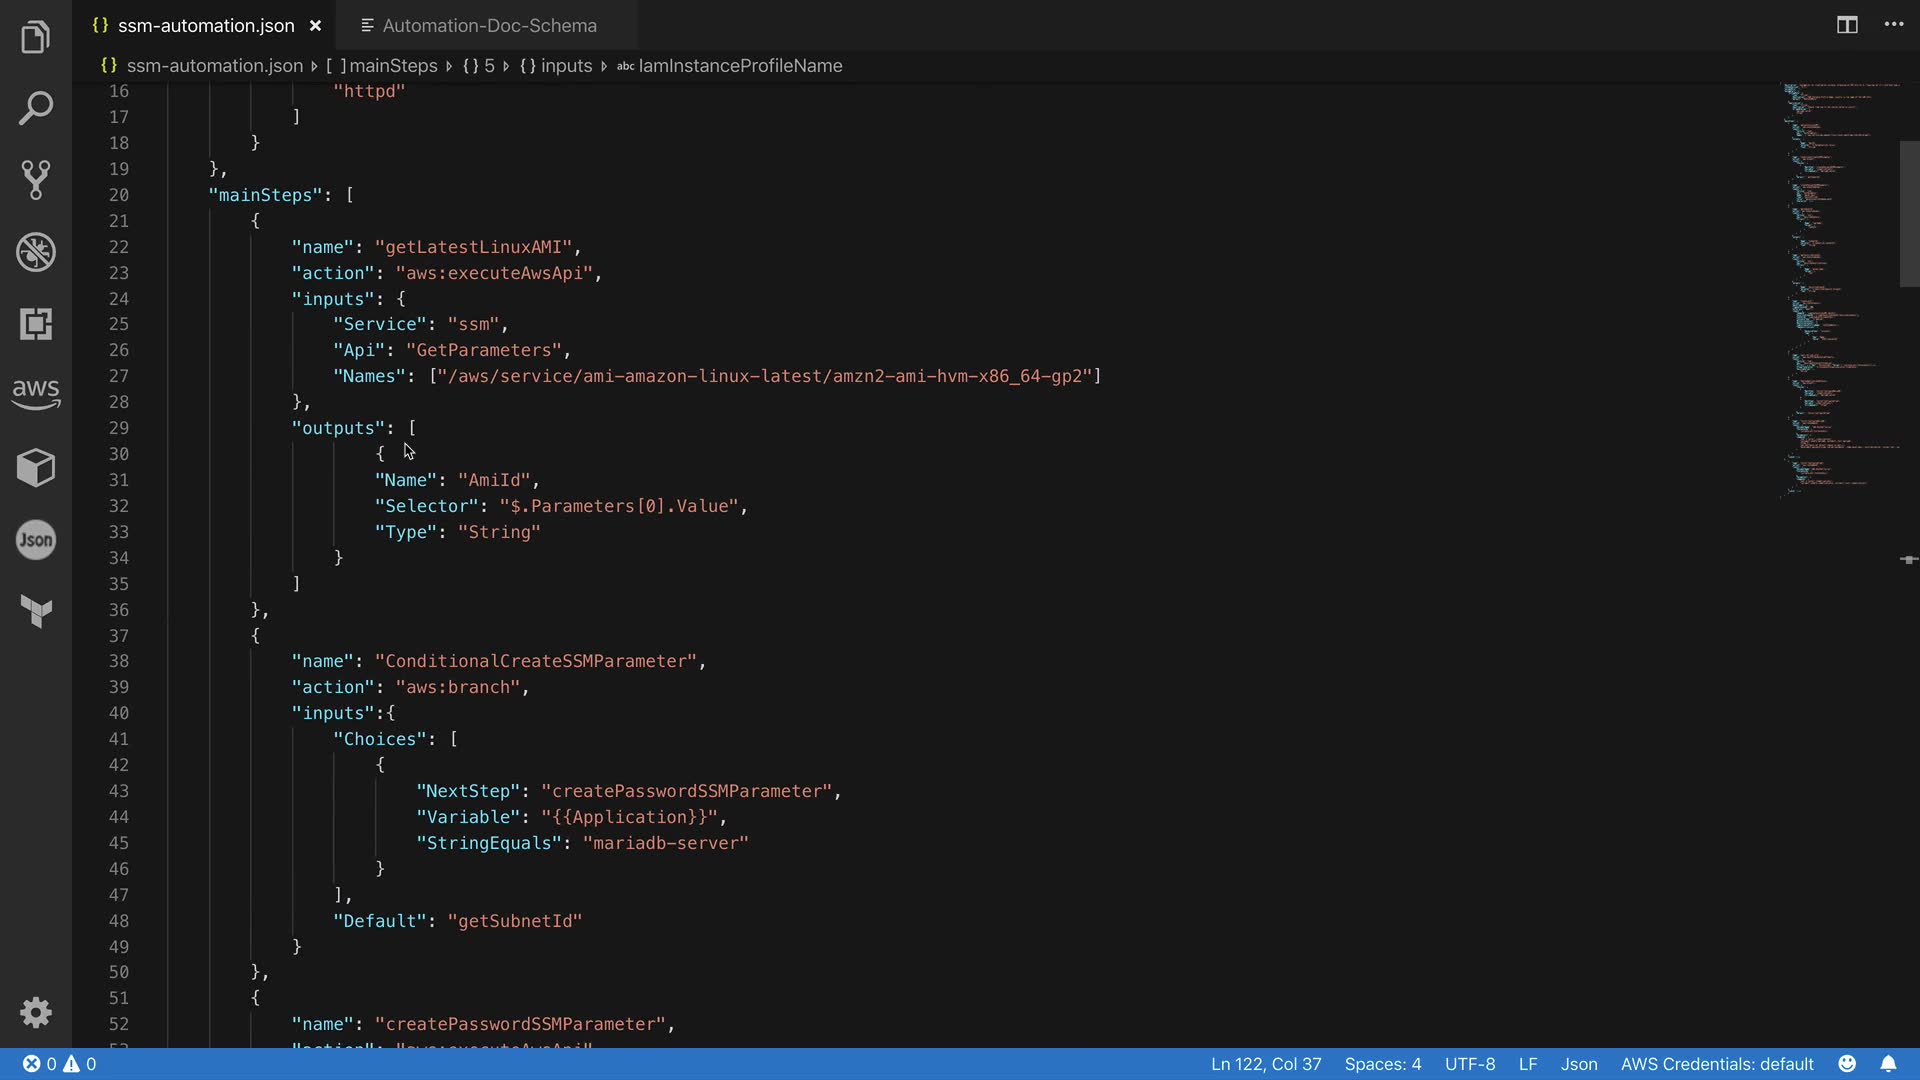 ssm-automation.json
Automation-Doc-Schema
ssm-automation.json mainSteps 5 inputs abc IamInstanceProfileName
16 "httpd"
17 ]
18 }
19 },
20 "mainSteps": [
21 {
22 "name": "getLatestLinuxAMI",
23 "action": "aws:executeAwsApi",
24 "inputs": {
25 "Service": "ssm",
26 "Api": "GetParameters",
27 "Names": ["/aws/service/ami-amazon-linux-latest/amzn2-ami-hvm-x86_64-gp2"]
28 },
29 "outputs": [
30 {
31 "Name": "AmiId",
32 "Selector": "$.Parameters[0].Value",
33 "Type": "String"
34 }
35 ]
36 },
37 {
38 "name": "ConditionalCreateSSMParameter",
39 "action": "aws:branch",
40 "inputs":{
41 "Choices": [
42 {
43 "NextStep": "createPasswordSSMParameter",
44 "Variable": "{{Application}}",
45 "StringEquals": "mariadb-server"
46 }
47 ],
48 "Default": "getSubnetId"
49 }
50 },
51 {
52 "name": "createPasswordSSMParameter",
53 "action": "aws:executeAwsApi"
aws
Json
0 0
Ln 122, Col 37 Spaces: 4 UTF-8 LF Json AWS Credentials: default